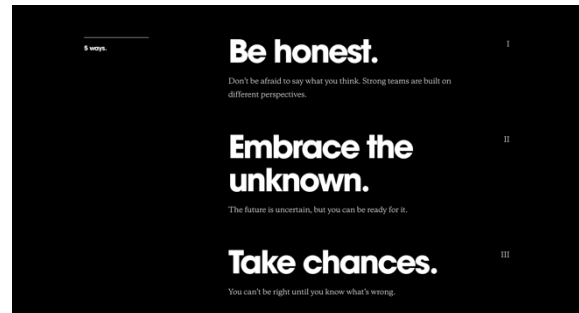 5 ways.
Be honest.
I
Don't be afraid to say what you think. Strong teams are built on
different perspectives.
Embrace the
unknown.
II
The future is uncertain, but you can be ready for it.
Take chances.
III
You can't be right until you know what's wrong.